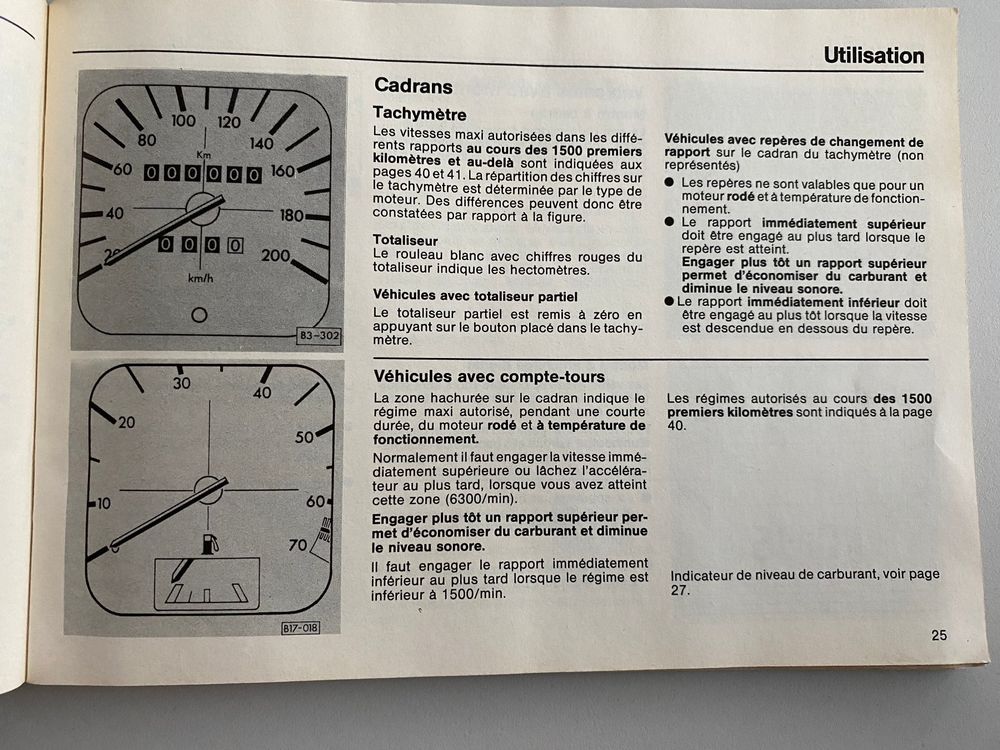 Utilisation
80
100
120
140
60
Km
160
0 0 0 0 0 0
40
180
20
0 0 0 0
200
km/h
B3-302
Cadrans
Tachymètre
Les vitesses maxi autorisées dans les diffé-
rents rapports au cours des 1500 premiers
kilomètres et au-delà sont indiquées aux
pages 40 et 41. La répartition des chiffres sur
le tachymètre est déterminée par le type de
moteur. Des différences peuvent donc être
constatées par rapport à la figure.
Totaliseur
Le rouleau blanc avec chiffres rouges du
totaliseur indique les hectomètres.
Véhicules avec totaliseur partiel
Le totaliseur partiel est remis à zéro en
appuyant sur le bouton placé dans le tachy-
mètre.
Véhicules avec repères de changement de
rapport sur le cadran du tachymètre (non
représentés)
● Les repères ne sont valables que pour un
moteur rodé et à température de fonction-
nement.
● Le rapport immédiatement supérieur
doit être engagé au plus tard lorsque le
repère est atteint.
Engager plus tôt un rapport supérieur
permet d'économiser du carburant et
diminue le niveau sonore.
● Le rapport immédiatement inférieur doit
être engagé au plus tôt lorsque la vitesse
est descendue en dessous du repère.
30
40
20
50
10
60
70
B17-018
Véhicules avec compte-tours
La zone hachurée sur le cadran indique le
régime maxi autorisé, pendant une courte
durée, du moteur rodé et à température de
fonctionnement.
Normalement il faut engager la vitesse immé-
diatement supérieure ou lâchez l'accéléra-
teur au plus tard, lorsque vous avez atteint
cette zone (6300/min).
Engager plus tôt un rapport supérieur per-
met d'économiser du carburant et diminue
le niveau sonore.
Il faut engager le rapport immédiatement
inférieur au plus tard lorsque le régime est
inférieur à 1500/min.
Les régimes autorisés au cours des 1500
premiers kilomètres sont indiqués à la page
40.
Indicateur de niveau de carburant, voir page
27.
25